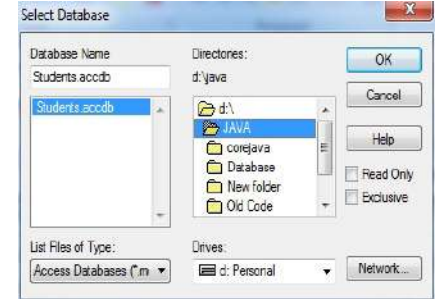 Select Database
Database Name
Students.accdb
Students.accdb
List Files of Type:
Access Databases (*.m
Directories:
d:\java
d:\
JAVA
corejava
Database
New folder
Old Code
Drives:
d: Personal
OK
Cancel
Help
Read Only
Exclusive
Network...